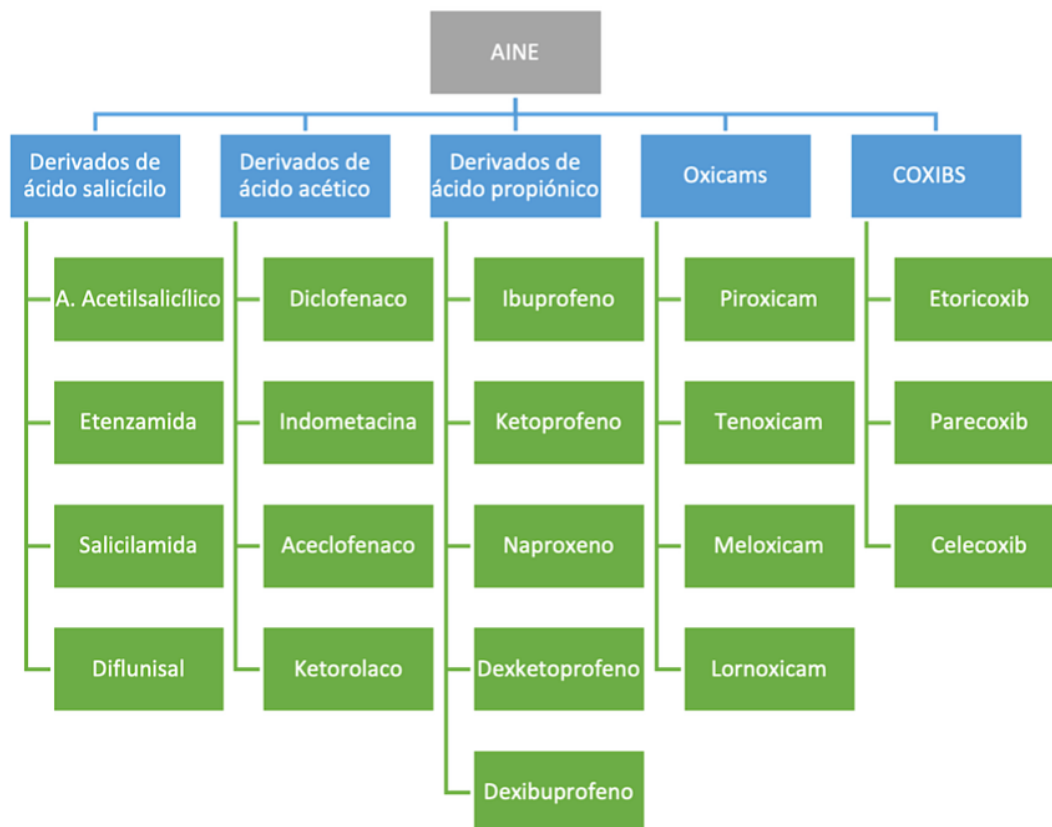 AINE
Derivados de
ácido salicícilo
Derivados de
ácido acético
Derivados de
ácido propiónico
Oxicams
COXIBS
A. Acetilsalicílico
Diclofenaco
Ibuprofeno
Piroxicam
Etoricoxib
Etenzamida
Indometacina
Ketoprofeno
Tenoxicam
Parecoxib
Salicilamida
Aceclofenaco
Naproxeno
Meloxicam
Celecoxib
Diflunisal
Ketorolaco
Dexketoprofeno
Lornoxicam
Dexibuprofeno